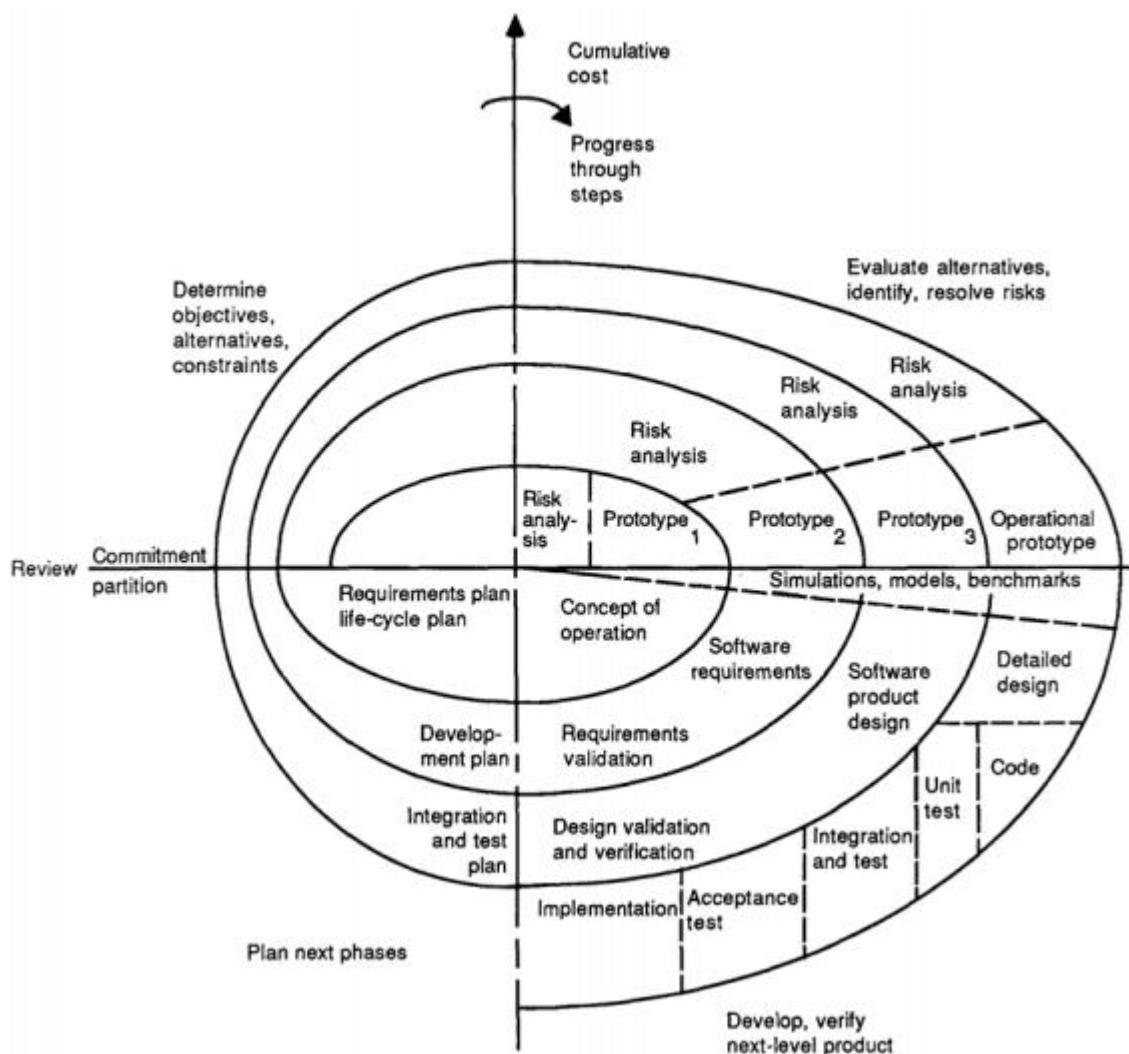 Cumulative
cost
Progress
through
steps
Evaluate alternatives,
identify, resolve risks
Determine
objectives,
alternatives,
constraints
Risk
analysis
Risk
analysis
Risk
analysis
Risk
analy-
sis
Prototype 1
Prototype 2
Prototype 3
Operational
prototype
Review
Commitment
partition
Simulations, models, benchmarks
Requirements plan
life-cycle plan
Concept of
operation
Software
requirements
Software
product
design
Detailed
design
Develop-
ment plan
Requirements
validation
Unit
test
Code
Integration
and test
plan
Design validation
and verification
Integration
and test
Acceptance
test
Implementation
Plan next phases
Develop, verify
next-level product